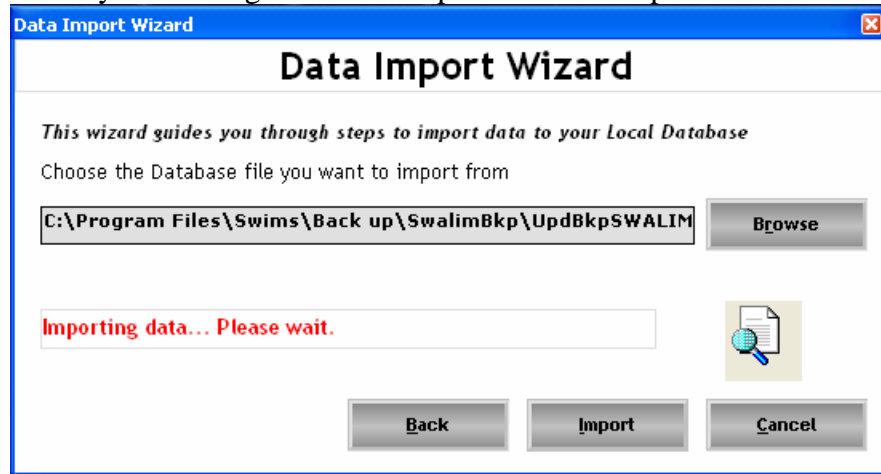 Data Import Wizard
Data Import Wizard
This wizard guides you through steps to import data to your Local Database
Choose the Database file you want to import from
C:\Program Files\Swims\Back up\SwalimBkp\UpdBkpSWALIM
Browse
Importing data... Please wait.
Back Import Cancel